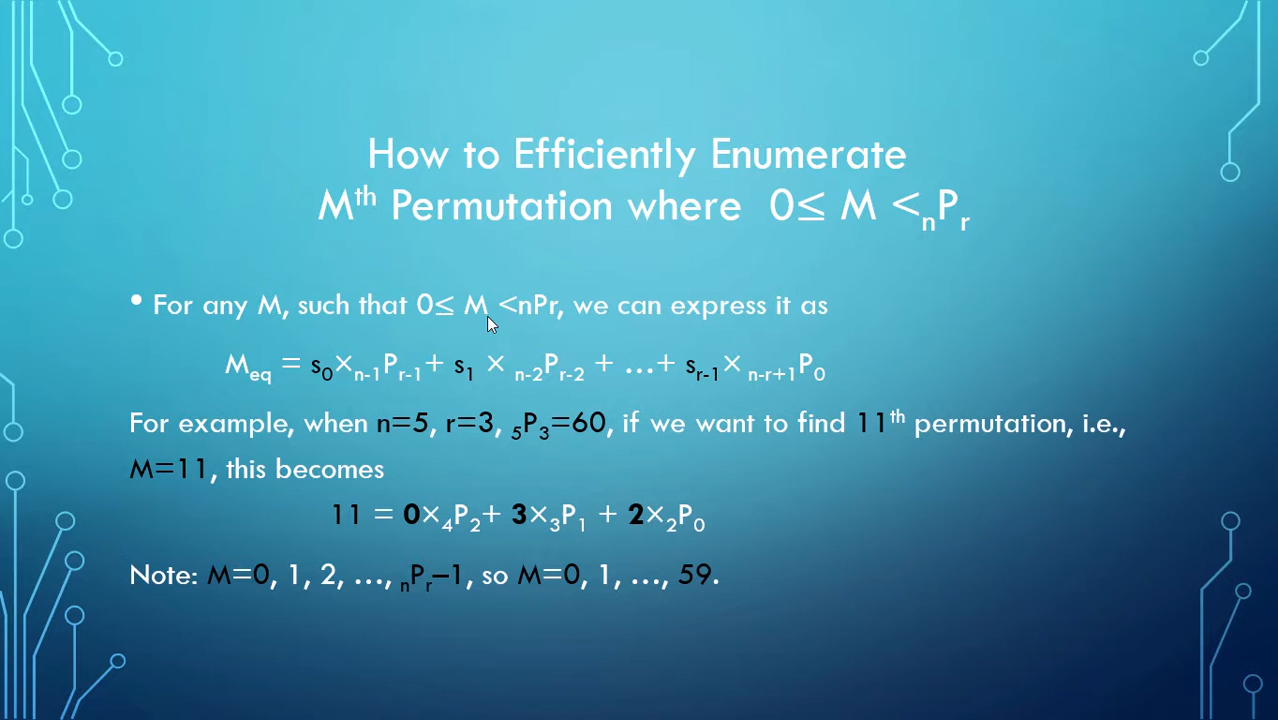 How to Efficiently Enumerate
Mᵗʰ Permutation where 0≤ M <ₙPᵣ
• For any M, such that 0≤ M <nPr, we can express it as
M_eq = s₀×ₙ₋₁Pᵣ₋₁+ s₁ × ₙ₋₂Pᵣ₋₂ + …+ sᵣ₋₁× ₙ₋ᵣ₊₁P₀
For example, when n=5, r=3, ₅P₃=60, if we want to find 11ᵗʰ permutation, i.e.,
M=11, this becomes
11 = 0×₄P₂+ 3×₃P₁ + 2×₂P₀
Note: M=0, 1, 2, …, ₙPᵣ–1, so M=0, 1, …, 59.